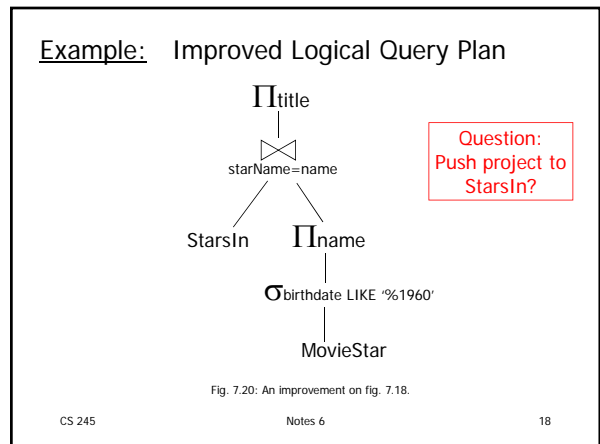 Example: Improved Logical Query Plan
Πtitle
starName=name
Question:
Push project to
StarsIn?
StarsIn
Πname
σbirthdate LIKE '%1960'
MovieStar
Fig. 7.20: An improvement on fig. 7.18.
CS 245
Notes 6
18